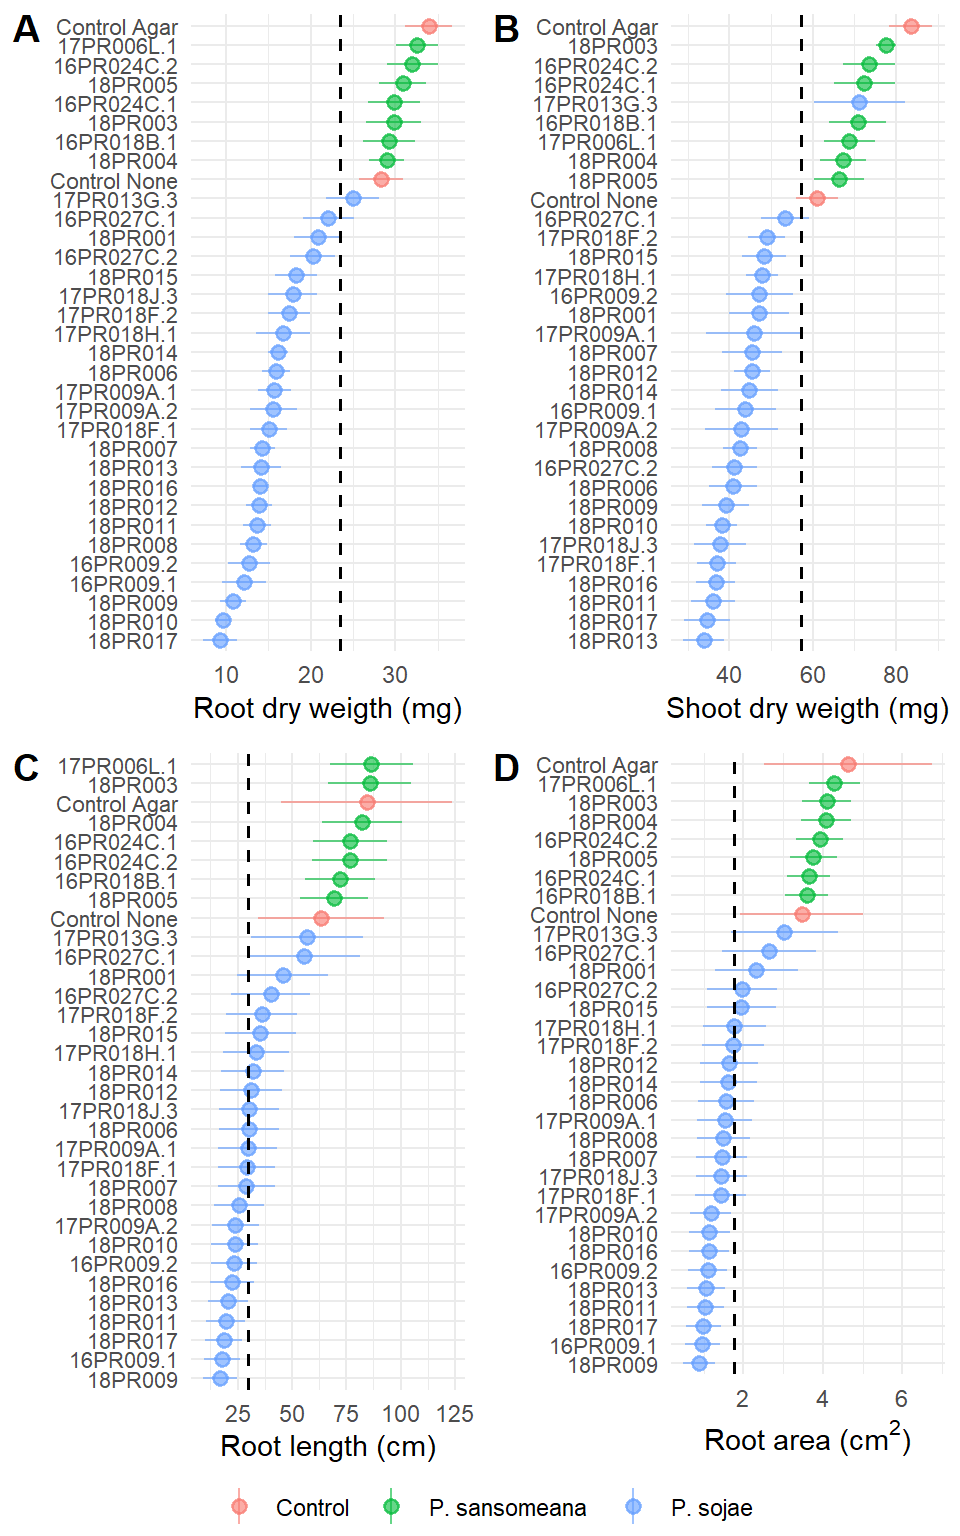 A
Control Agar
17PR006L.1
16PR024C.2
18PR005
16PR024C.1
18PR003
16PR018B.1
18PR004
Control None
17PR013G.3
16PR027C.1
18PR001
16PR027C.2
18PR015
17PR018J.3
17PR018F.2
17PR018H.1
18PR014
18PR006
17PR009A.1
17PR009A.2
17PR018F.1
18PR007
18PR013
18PR016
18PR012
18PR011
18PR008
16PR009.2
16PR009.1
18PR009
18PR010
18PR017
10 20 30
Root dry weigth (mg)
B
Control Agar
18PR003
16PR024C.2
16PR024C.1
17PR013G.3
16PR018B.1
17PR006L.1
18PR004
18PR005
Control None
16PR027C.1
17PR018F.2
18PR015
17PR018H.1
16PR009.2
18PR001
17PR009A.1
18PR007
18PR012
18PR014
16PR009.1
17PR009A.2
18PR008
16PR027C.2
18PR006
18PR009
18PR010
17PR018J.3
17PR018F.1
18PR016
18PR011
18PR017
18PR013
40 60 80
Shoot dry weigth (mg)
C
17PR006L.1
18PR003
Control Agar
18PR004
16PR024C.1
16PR024C.2
16PR018B.1
18PR005
Control None
17PR013G.3
16PR027C.1
18PR001
16PR027C.2
17PR018F.2
18PR015
17PR018H.1
18PR014
18PR012
17PR018J.3
18PR006
17PR009A.1
17PR018F.1
18PR007
18PR008
17PR009A.2
18PR010
16PR009.2
18PR016
18PR013
18PR011
18PR017
16PR009.1
18PR009
25 50 75 100 125
Root length (cm)
D
Control Agar
17PR006L.1
18PR003
18PR004
16PR024C.2
18PR005
16PR024C.1
16PR018B.1
Control None
17PR013G.3
16PR027C.1
18PR001
16PR027C.2
18PR015
17PR018H.1
17PR018F.2
18PR012
18PR014
18PR006
17PR009A.1
18PR008
18PR007
17PR018J.3
17PR018F.1
17PR009A.2
18PR010
18PR016
16PR009.2
18PR013
18PR011
18PR017
16PR009.1
18PR009
2 4 6
Root area (cm²)
Control P. sansomeana P. sojae